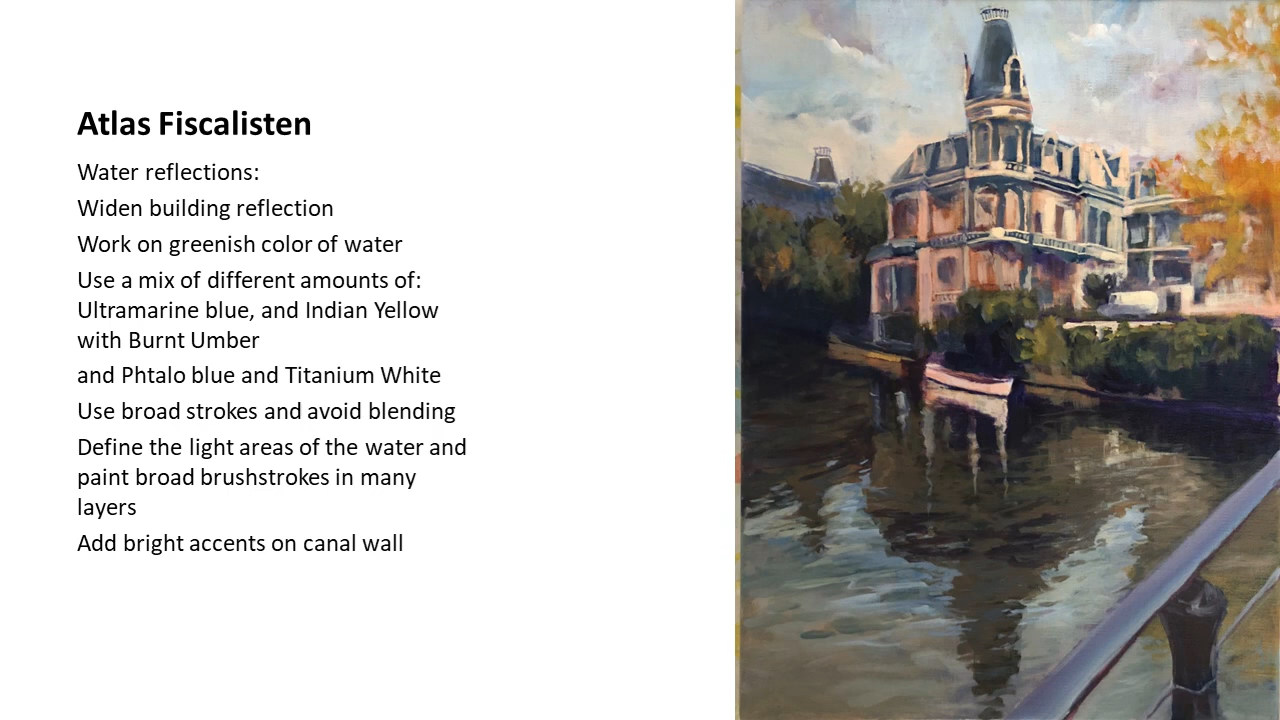 Atlas Fiscalisten
Water reflections:
Widen building reflection
Work on greenish color of water
Use a mix of different amounts of:
Ultramarine blue, and Indian Yellow
with Burnt Umber
and Phtalo blue and Titanium White
Use broad strokes and avoid blending
Define the light areas of the water and
paint broad brushstrokes in many
layers
Add bright accents on canal wall